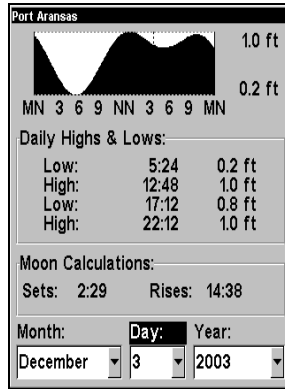 Port Aransas
1.0 ft
0.2 ft
MN 3 6 9 NN 3 6 9 MN
Daily Highs & Lows:
Low: 5:24 0.2 ft
High: 12:48 1.0 ft
Low: 17:12 0.8 ft
High: 22:12 1.0 ft
Moon Calculations:
Sets: 2:29 Rises: 14:38
Month: Day: Year:
December 3 2003